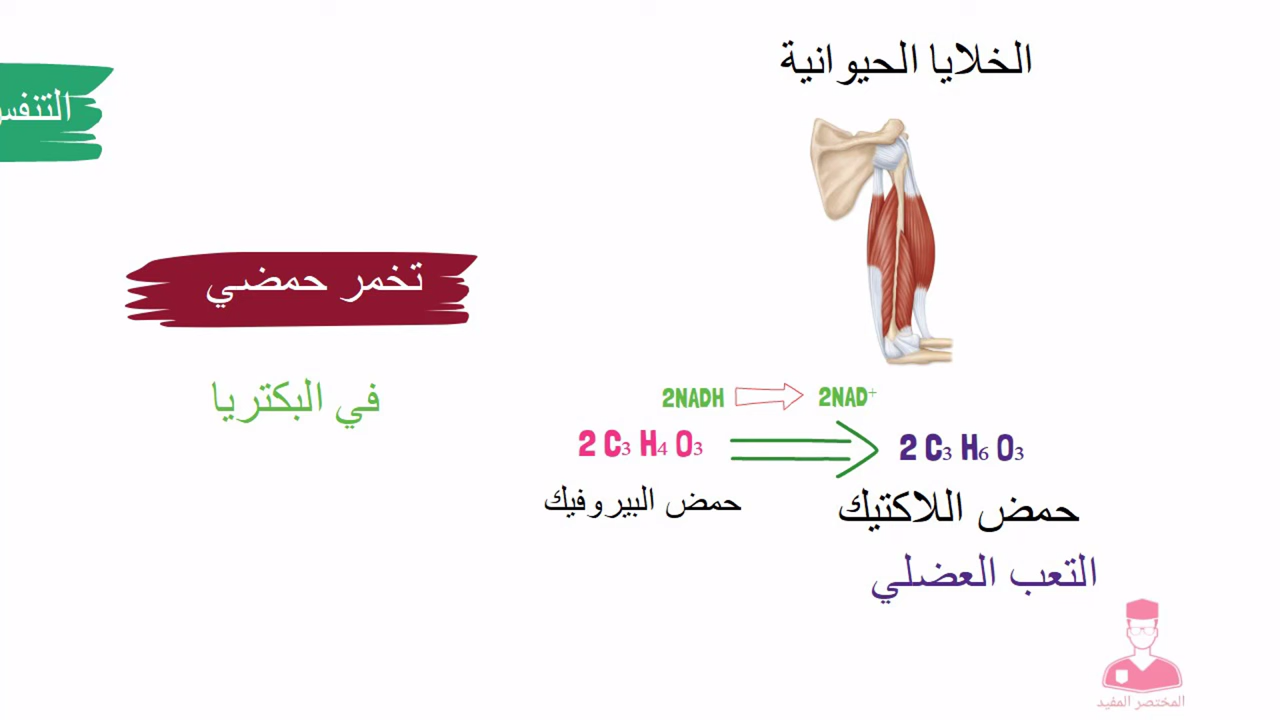 الخلايا الحيوانية
تخمر حمضي
في البكتريا
2NADH 2NAD⁺
2 C₃ H₄ O₃ 2 C₃ H₆ O₃
حمض البيروفيك
حمض اللاكتيك
التعب العضلي
المختصر المفيد